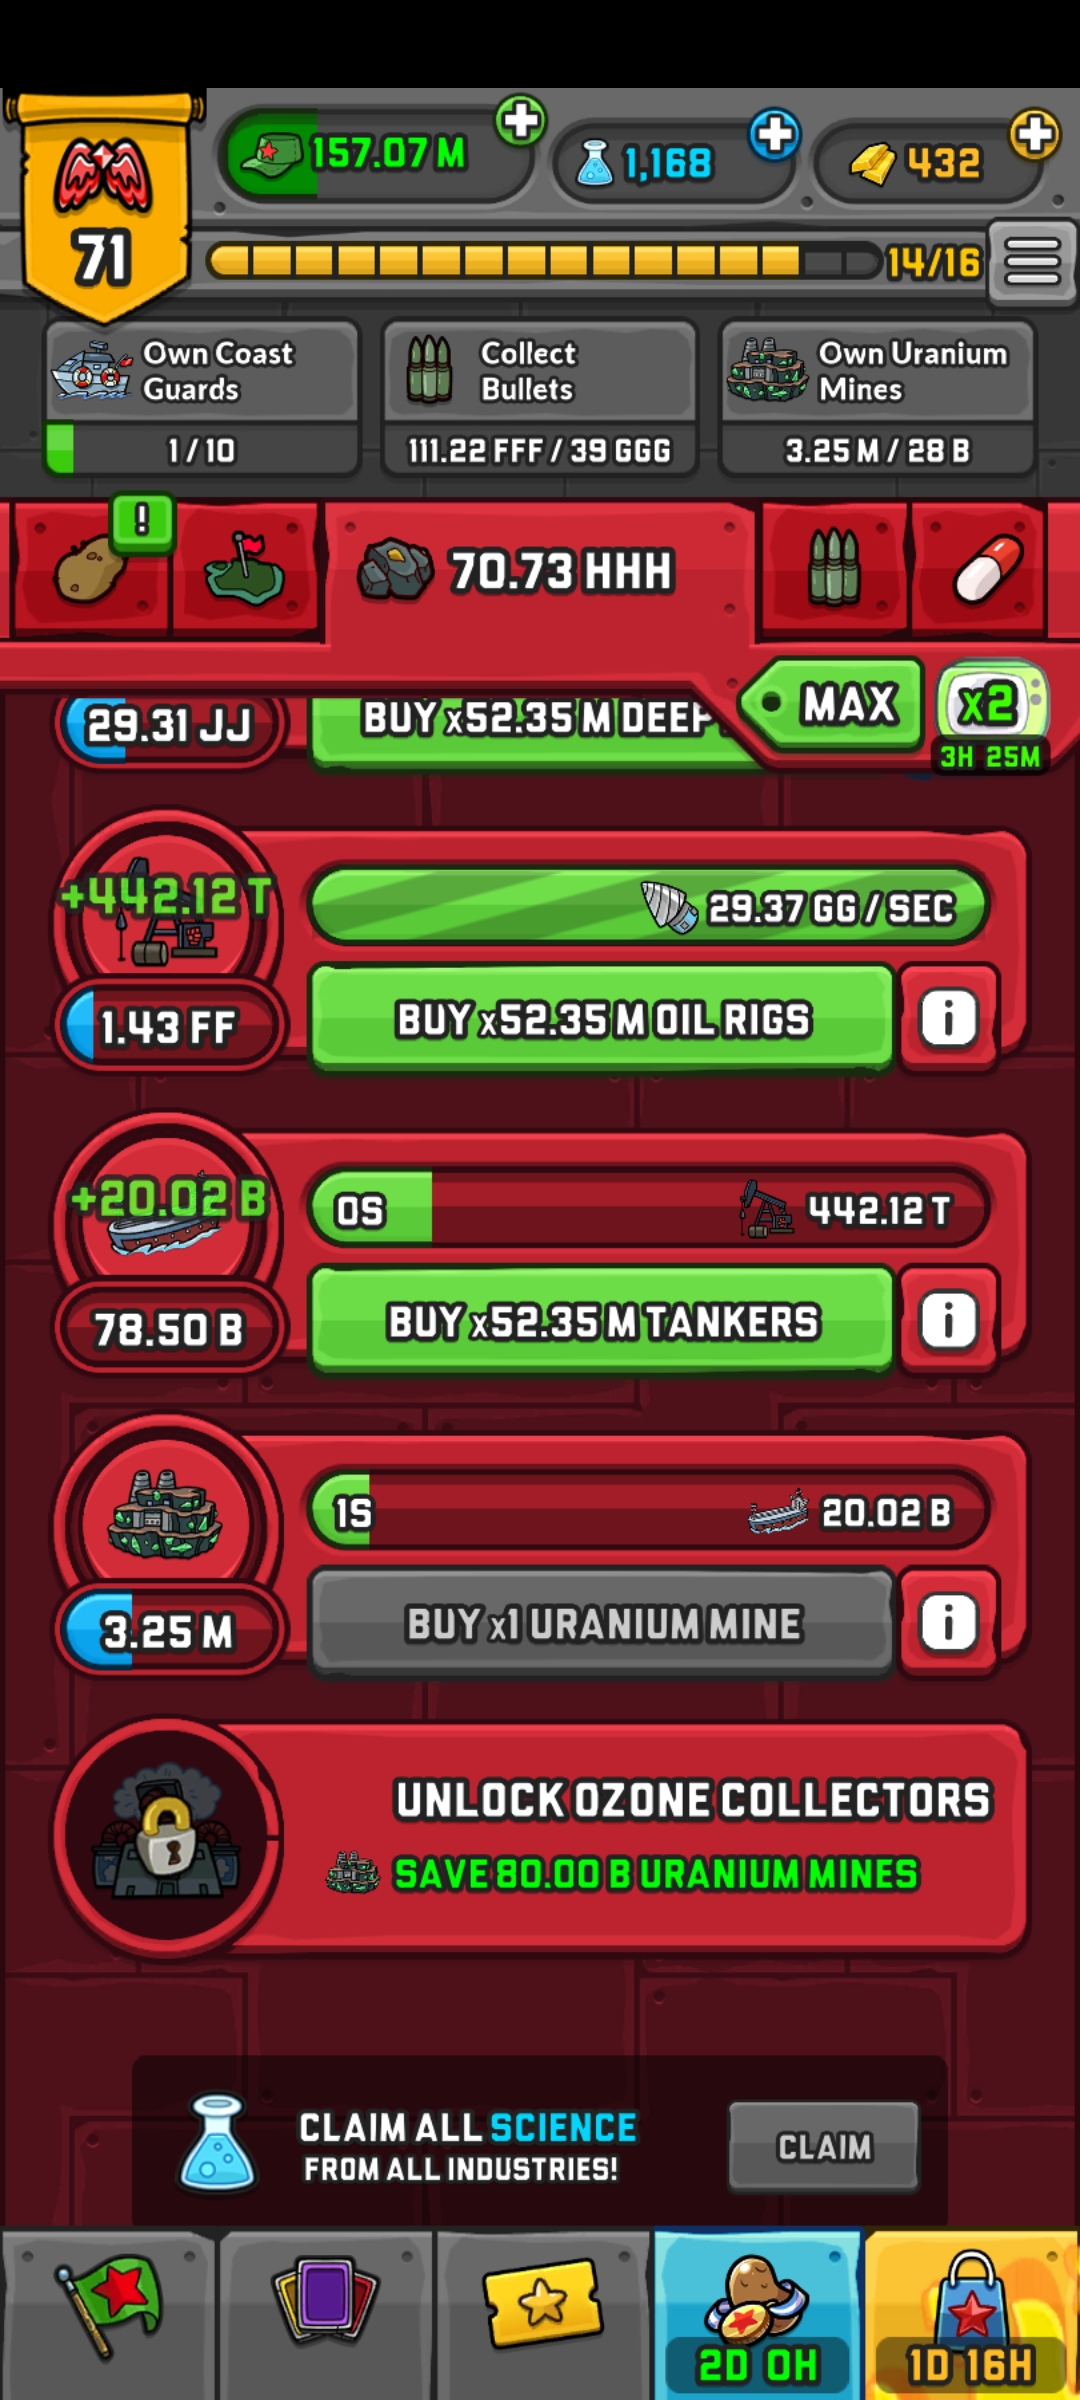 157.07 M
1,168
432
71
14/16
Own Coast
Guards
1 / 10
Collect
Bullets
111.22 FFF / 39 GGG
Own Uranium
Mines
3.25 M / 28 B
!
70.73 HHH
MAX
x2
3H 25M
29.31 JJ
BUY x52.35 M DEEP
+442.12 T
29.37 GG / SEC
1.43 FF
BUY x52.35 M OIL RIGS
i
+20.02 B
0S
442.12 T
78.50 B
BUY x52.35 M TANKERS
i
1S
20.02 B
3.25 M
BUY x1 URANIUM MINE
i
UNLOCK OZONE COLLECTORS
SAVE 80.00 B URANIUM MINES
CLAIM ALL SCIENCE
FROM ALL INDUSTRIES!
CLAIM
2D 0H
1D 16H